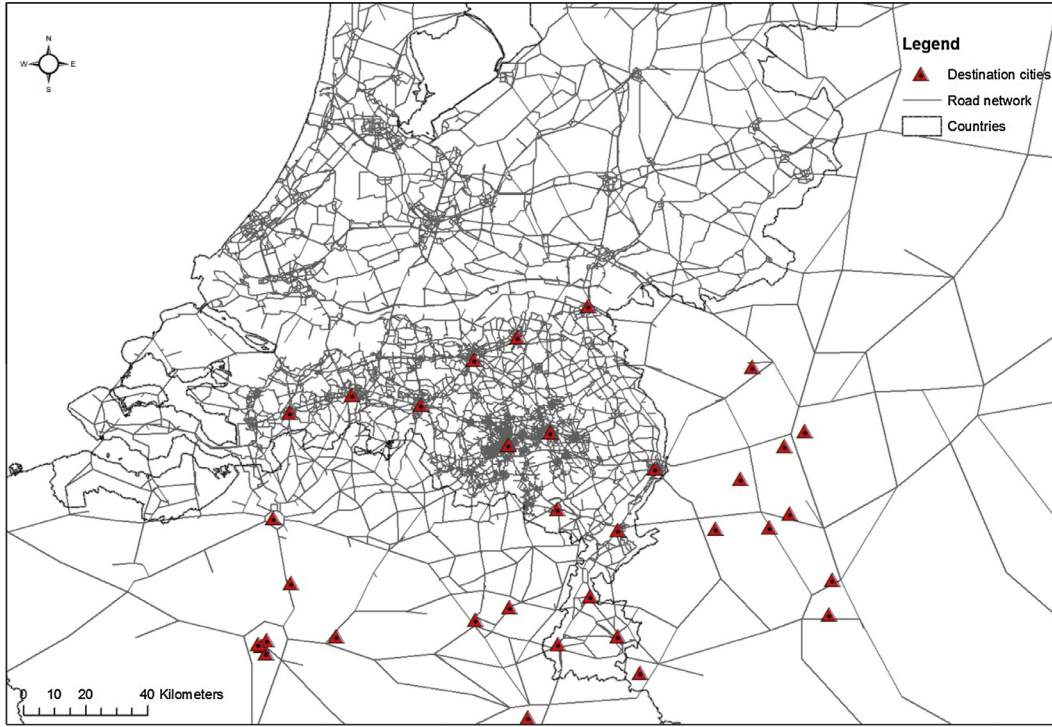 N
W E
S
Legend
Destination cities
Road network
Countries
0 10 20 40 Kilometers